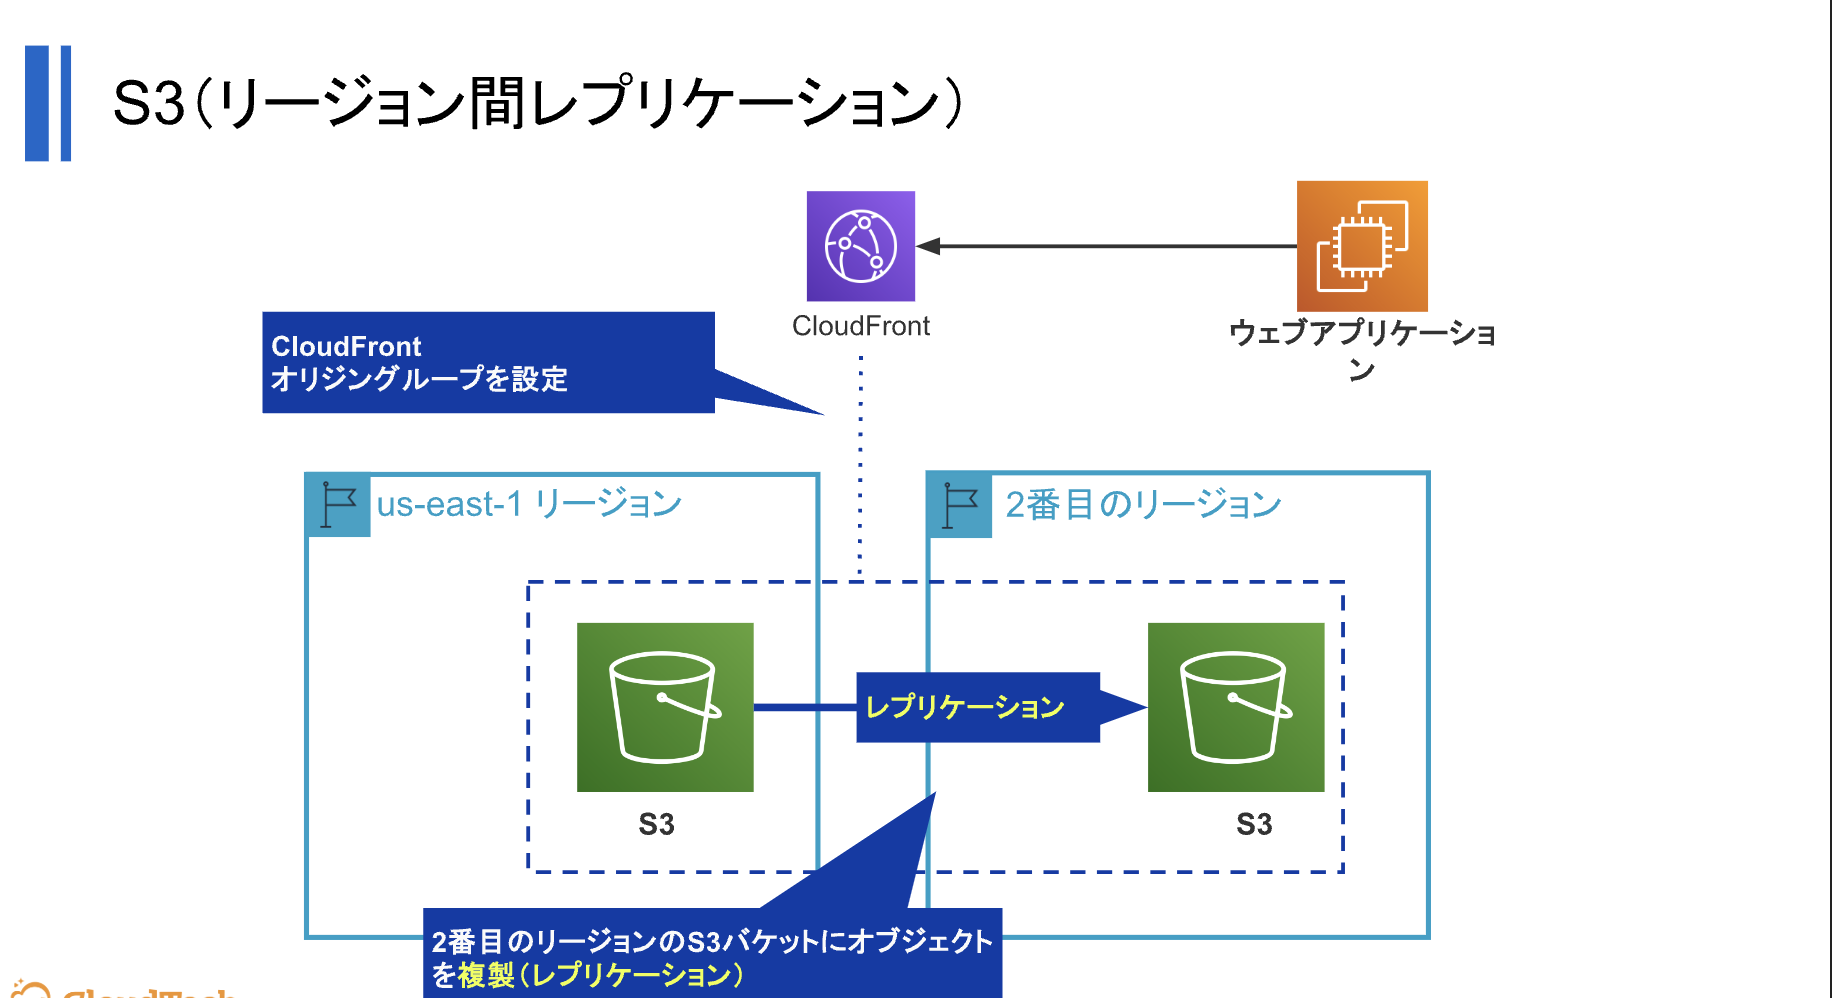 S3（リージョン間レプリケーション）
CloudFront
ウェブアプリケーショ
ン
CloudFront
オリジングループを設定
us-east-1 リージョン
2番目のリージョン
レプリケーション
S3
S3
2番目のリージョンのS3バケットにオブジェクト
を複製（レプリケーション）
CloudTech